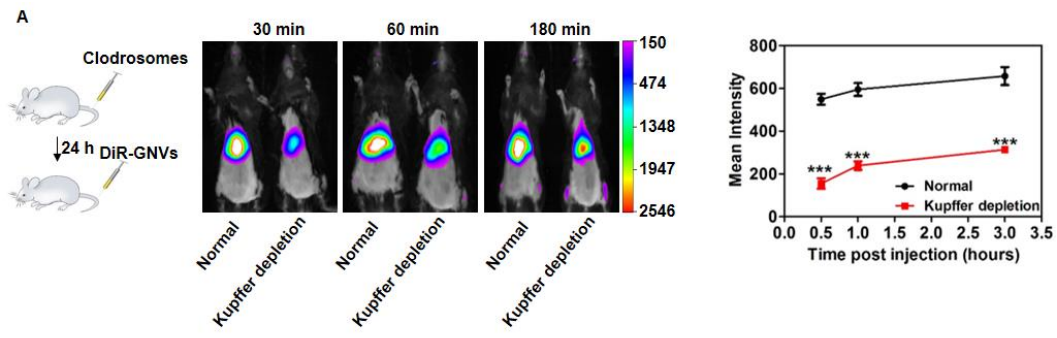 A
Clodrosomes
24 h
DiR-GNVs
30 min
60 min
180 min
Normal
Kupffer depletion
Normal
Kupffer depletion
Normal
Kupffer depletion
150
474
1348
1947
2546
Mean Intensity
800
600
400
200
0
***
***
***
Normal
Kupffer depletion
0.0 0.5 1.0 1.5 2.0 2.5 3.0 3.5
Time post injection (hours)